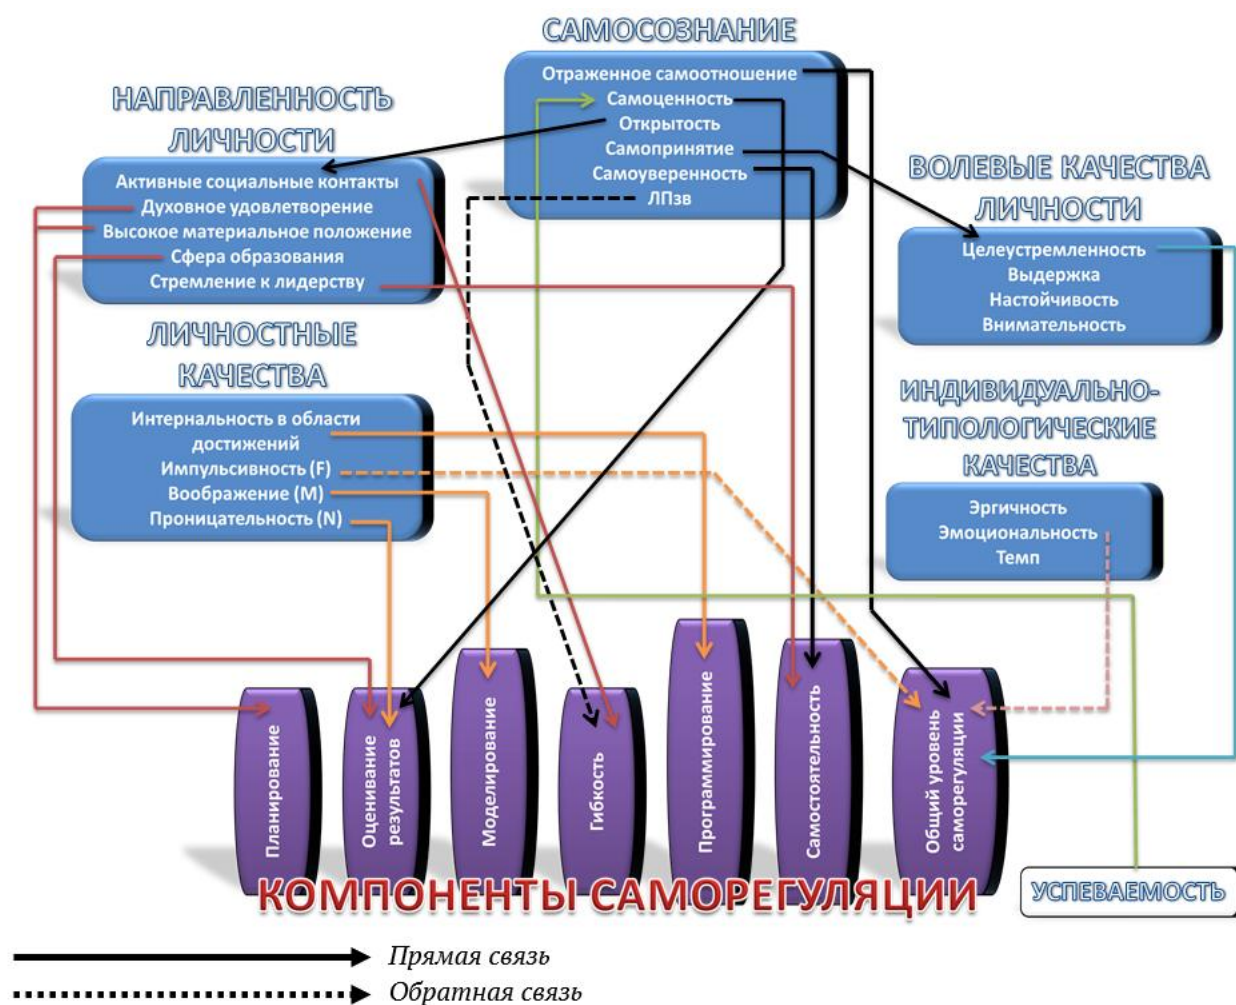 САМОСОЗНАНИЕ
Отраженное самоотношение
Самоценность
Открытость
Самопринятие
Самоуверенность
ЛПзв
НАПРАВЛЕННОСТЬ
ЛИЧНОСТИ
Активные социальные контакты
Духовное удовлетворение
Высокое материальное положение
Сфера образования
Стремление к лидерству
ВОЛЕВЫЕ КАЧЕСТВА
ЛИЧНОСТИ
Целеустремленность
Выдержка
Настойчивость
Внимательность
ЛИЧНОСТНЫЕ
КАЧЕСТВА
Интернальность в области
достижений
Импульсивность (F)
Воображение (M)
Проницательность (N)
ИНДИВИДУАЛЬНО-
ТИПОЛОГИЧЕСКИЕ
КАЧЕСТВА
Эргичность
Эмоциональность
Темп
Планирование
Оценивание
результатов
Моделирование
Гибкость
Программирование
Самостоятельность
Общий уровень
саморегуляции
КОМПОНЕНТЫ САМОРЕГУЛЯЦИИ
УСПЕВАЕМОСТЬ
Прямая связь
Обратная связь